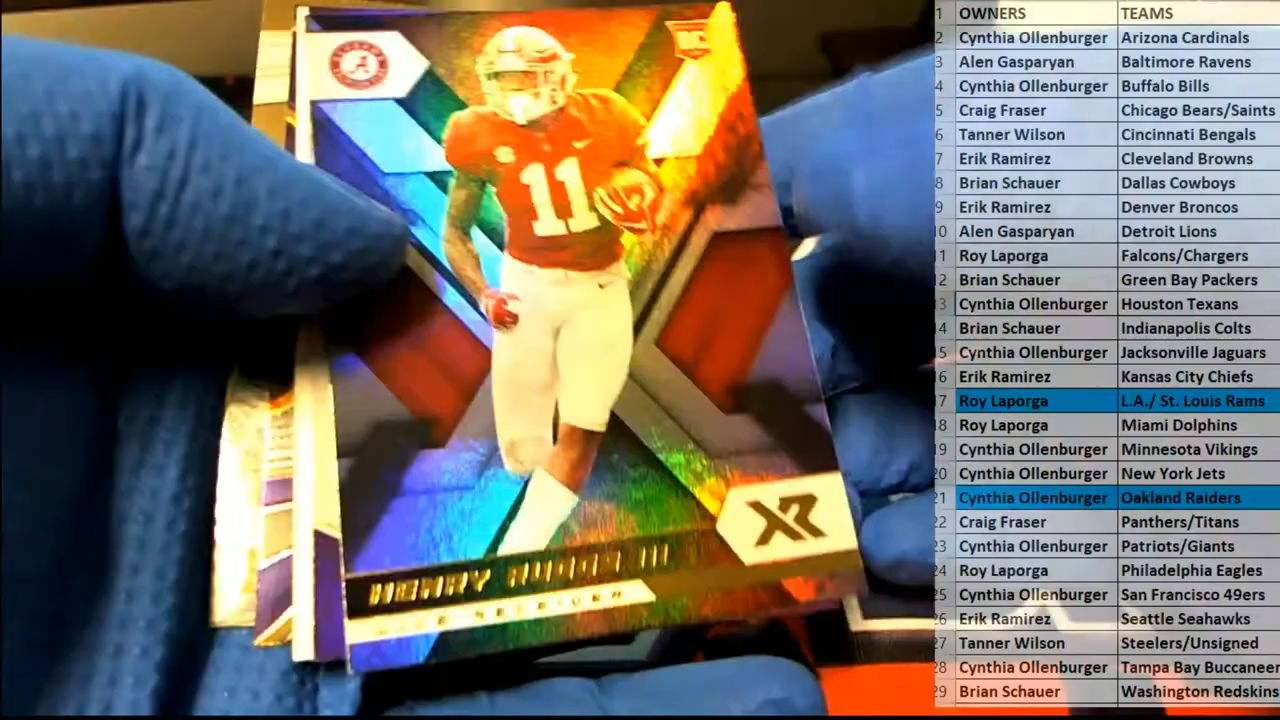 RC
A
11
XR
HENRY RUGGS III
WIDE RECEIVER
1 OWNERS TEAMS
2 Cynthia Ollenburger Arizona Cardinals
3 Alen Gasparyan Baltimore Ravens
4 Cynthia Ollenburger Buffalo Bills
5 Craig Fraser Chicago Bears/Saints
6 Tanner Wilson Cincinnati Bengals
7 Erik Ramirez Cleveland Browns
8 Brian Schauer Dallas Cowboys
9 Erik Ramirez Denver Broncos
10 Alen Gasparyan Detroit Lions
11 Roy Laporga Falcons/Chargers
12 Brian Schauer Green Bay Packers
13 Cynthia Ollenburger Houston Texans
14 Brian Schauer Indianapolis Colts
15 Cynthia Ollenburger Jacksonville Jaguars
16 Erik Ramirez Kansas City Chiefs
17 Roy Laporga L.A./ St. Louis Rams
18 Roy Laporga Miami Dolphins
19 Cynthia Ollenburger Minnesota Vikings
20 Cynthia Ollenburger New York Jets
21 Cynthia Ollenburger Oakland Raiders
22 Craig Fraser Panthers/Titans
23 Cynthia Ollenburger Patriots/Giants
24 Roy Laporga Philadelphia Eagles
25 Cynthia Ollenburger San Francisco 49ers
26 Erik Ramirez Seattle Seahawks
27 Tanner Wilson Steelers/Unsigned
28 Cynthia Ollenburger Tampa Bay Buccaneer
29 Brian Schauer Washington Redskins